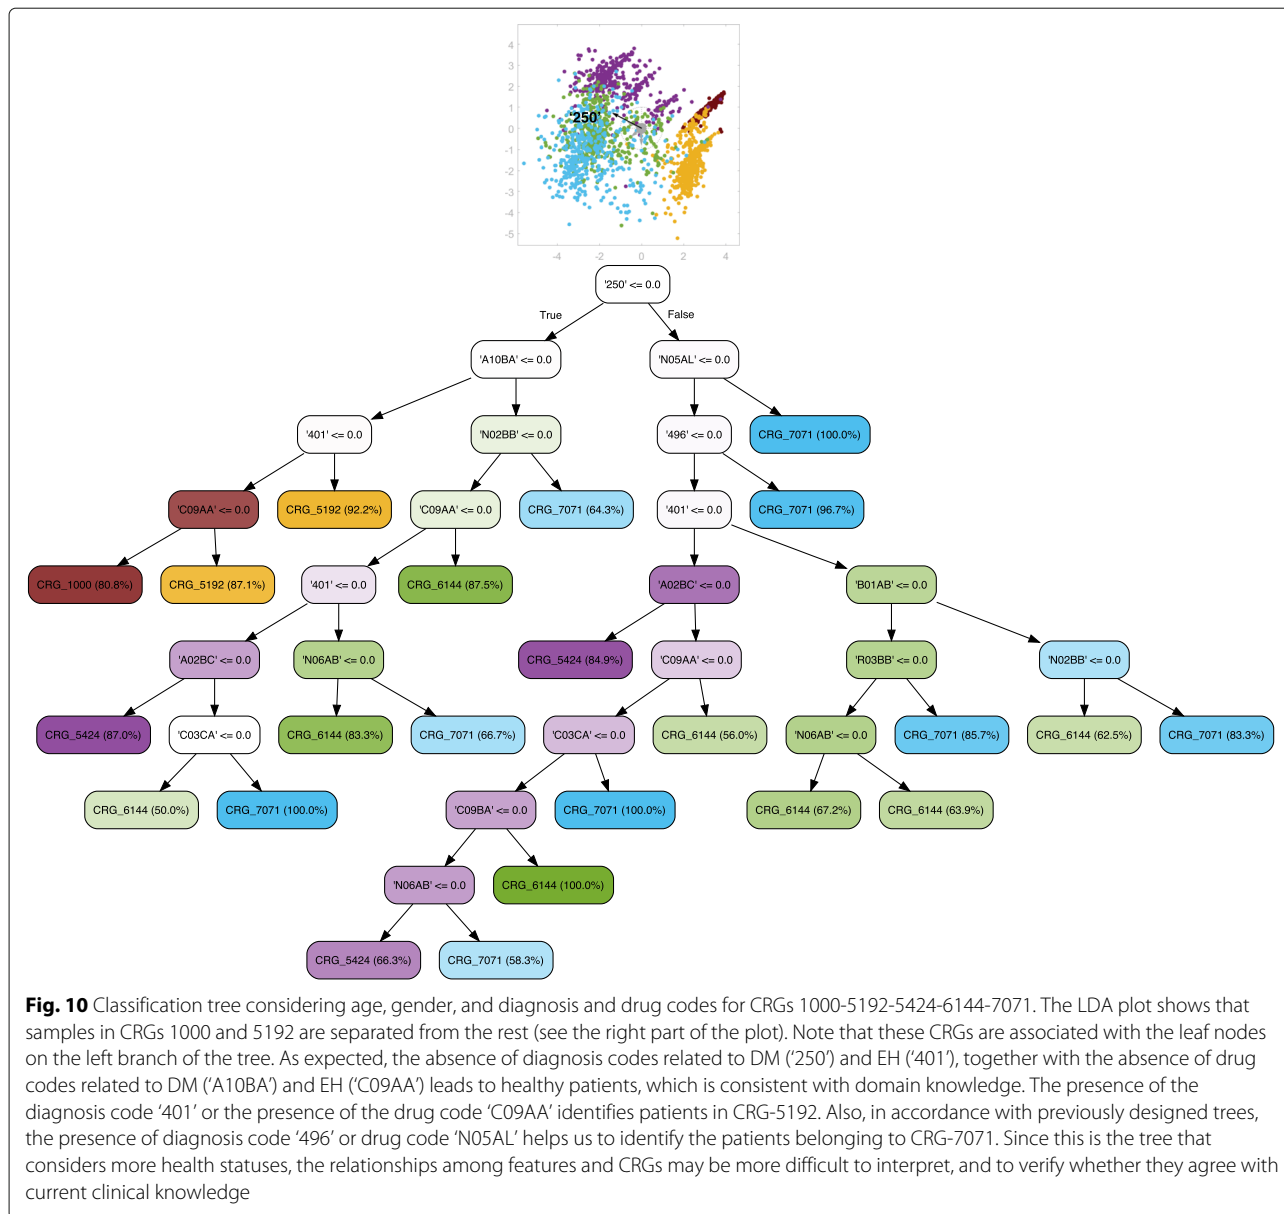 4
3
2
1
0
-1
-2
-3
-4
-5
'250'
-4 -2 0 2 4
'250' <= 0.0
True False
'A10BA' <= 0.0 'N05AL' <= 0.0
'401' <= 0.0 'N02BB' <= 0.0 '496' <= 0.0 CRG_7071 (100.0%)
'C09AA' <= 0.0 CRG_5192 (92.2%) 'C09AA' <= 0.0 CRG_7071 (64.3%) '401' <= 0.0 CRG_7071 (96.7%)
CRG_1000 (80.8%) CRG_5192 (87.1%) '401' <= 0.0 CRG_6144 (87.5%) 'A02BC' <= 0.0 'B01AB' <= 0.0
'A02BC' <= 0.0 'N06AB' <= 0.0 CRG_5424 (84.9%) 'C09AA' <= 0.0 'R03BB' <= 0.0 'N02BB' <= 0.0
CRG_5424 (87.0%) 'C03CA' <= 0.0 CRG_6144 (83.3%) CRG_7071 (66.7%) 'C03CA' <= 0.0 CRG_6144 (56.0%) 'N06AB' <= 0.0 CRG_7071 (85.7%) CRG_6144 (62.5%) CRG_7071 (83.3%)
CRG_6144 (50.0%) CRG_7071 (100.0%) 'C09BA' <= 0.0 CRG_7071 (100.0%) CRG_6144 (67.2%) CRG_6144 (63.9%)
'N06AB' <= 0.0 CRG_6144 (100.0%)
CRG_5424 (66.3%) CRG_7071 (58.3%)
Fig. 10 Classification tree considering age, gender, and diagnosis and drug codes for CRGs 1000-5192-5424-6144-7071. The LDA plot shows that
samples in CRGs 1000 and 5192 are separated from the rest (see the right part of the plot). Note that these CRGs are associated with the leaf nodes
on the left branch of the tree. As expected, the absence of diagnosis codes related to DM (‘250’) and EH (‘401’), together with the absence of drug
codes related to DM (‘A10BA’) and EH (‘C09AA’) leads to healthy patients, which is consistent with domain knowledge. The presence of the
diagnosis code ‘401’ or the presence of the drug code ‘C09AA’ identifies patients in CRG-5192. Also, in accordance with previously designed trees,
the presence of diagnosis code ‘496’ or drug code ‘N05AL’ helps us to identify the patients belonging to CRG-7071. Since this is the tree that
considers more health statuses, the relationships among features and CRGs may be more difficult to interpret, and to verify whether they agree with
current clinical knowledge